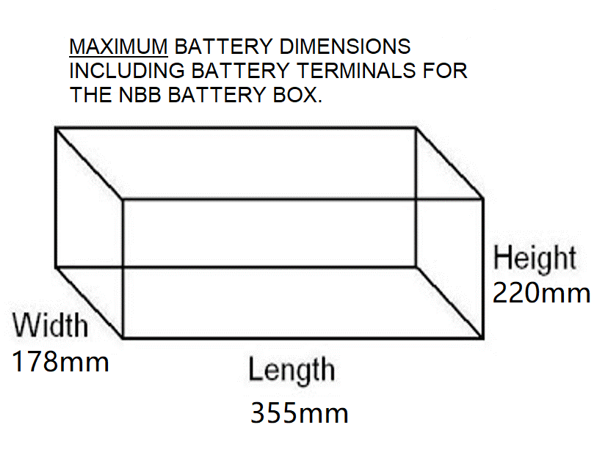 MAXIMUM BATTERY DIMENSIONS
INCLUDING BATTERY TERMINALS FOR
THE NBB BATTERY BOX.
Height
220mm
Width
178mm
Length
355mm